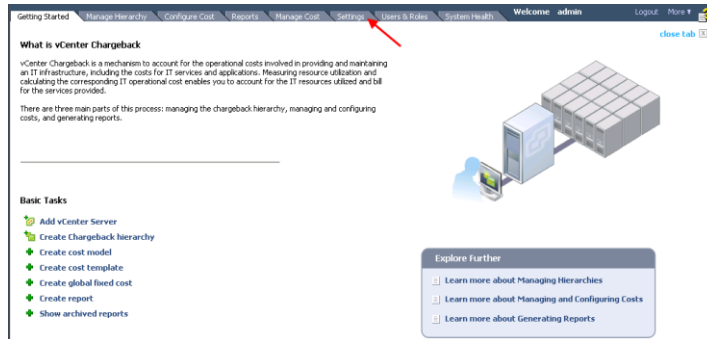 Getting Started Manage Hierarchy Configure Cost Reports Manage Cost Settings Users & Roles System Health Welcome admin Logout More
close tab
What is vCenter Chargeback
vCenter Chargeback is a mechanism to account for the operational costs involved in providing and maintaining
an IT infrastructure, including the costs for IT services and applications. Measuring resource utilization and
calculating the corresponding IT operational cost enables you to account for the IT resources utilized and bill
for the services provided.
There are three main parts of this process: managing the chargeback hierarchy, managing and configuring
costs, and generating reports.
Basic Tasks
Add vCenter Server
Create Chargeback hierarchy
Create cost model
Create cost template
Create global fixed cost
Create report
Show archived reports
Explore Further
Learn more about Managing Hierarchies
Learn more about Managing and Configuring Costs
Learn more about Generating Reports